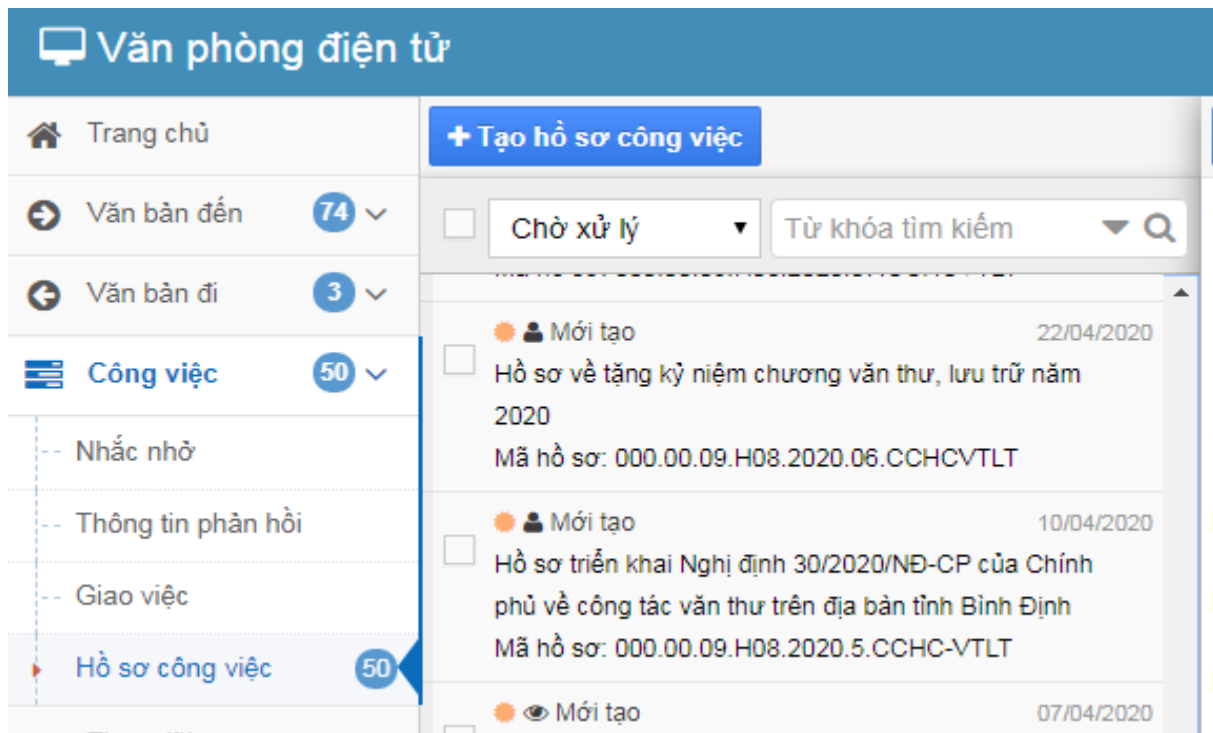 Văn phòng điện tử
Trang chủ
Văn bản đến 74
Văn bản đi 3
Công việc 50
Nhắc nhở
Thông tin phản hồi
Giao việc
Hồ sơ công việc 50
+ Tạo hồ sơ công việc
Chờ xử lý
Từ khóa tìm kiếm
Mới tạo 22/04/2020
Hồ sơ về tặng kỷ niệm chương văn thư, lưu trữ năm
2020
Mã hồ sơ: 000.00.09.H08.2020.06.CCHCVTLT
Mới tạo 10/04/2020
Hồ sơ triển khai Nghị định 30/2020/NĐ-CP của Chính
phủ về công tác văn thư trên địa bàn tỉnh Bình Định
Mã hồ sơ: 000.00.09.H08.2020.5.CCHC-VTLT
Mới tạo 07/04/2020